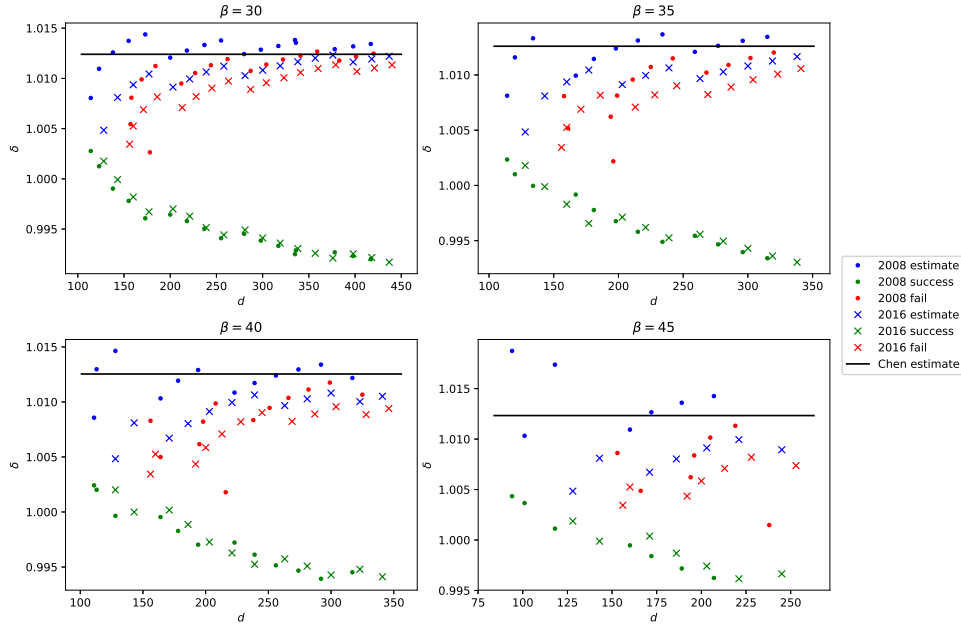 β = 30
1.015
1.010
1.005
1.000
0.995
δ
100 150 200 250 300 350 400 450
d
β = 35
1.015
1.010
1.005
1.000
0.995
δ
100 150 200 250 300 350
d
β = 40
1.015
1.010
1.005
1.000
0.995
δ
100 150 200 250 300 350
d
β = 45
1.020
1.015
1.010
1.005
1.000
0.995
δ
75 100 125 150 175 200 225 250
d
2008 estimate
2008 success
2008 fail
2016 estimate
2016 success
2016 fail
Chen estimate